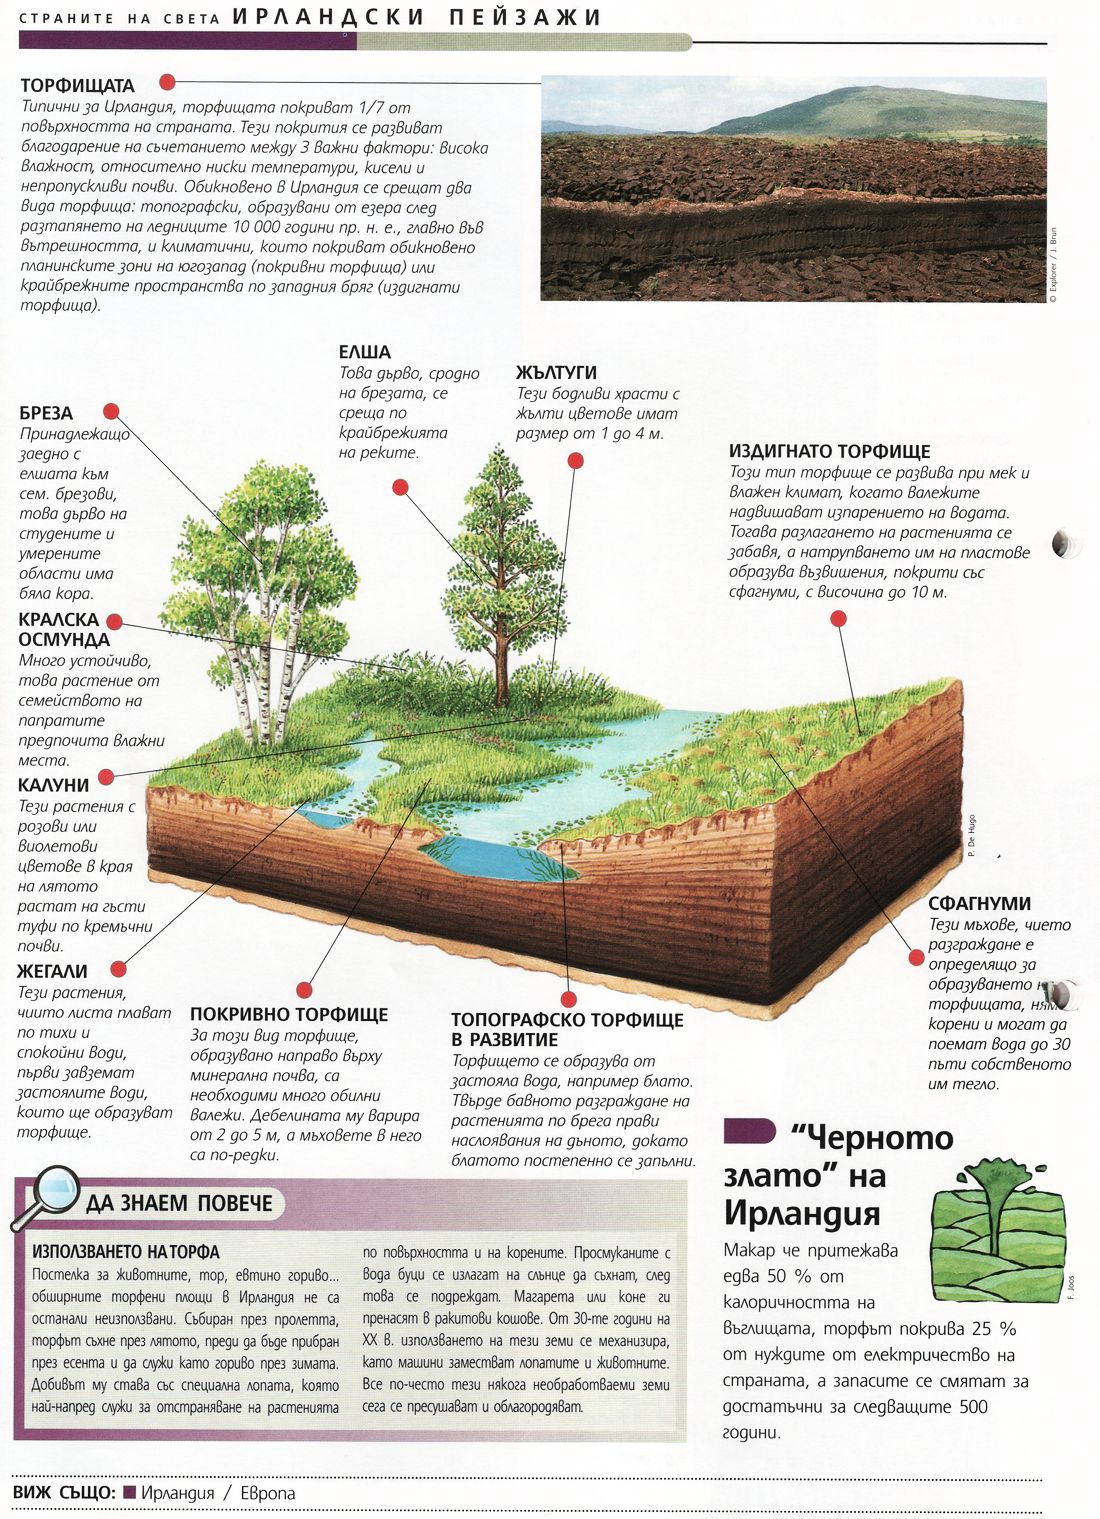 СТРАНИТЕ НА СВЕТА ИРЛАНДСКИ ПЕЙЗАЖИ
ТОРФИЩАТА
Типични за Ирландия, торфищата покриват 1/7 от
повърхността на страната. Тези покрития се развиват
благодарение на съчетанието между 3 важни фактори: висока
влажност, относително ниски температури, кисели и
непропускливи почви. Обикновено в Ирландия се срещат два
вида торфища: топографски, образувани от езера след
разтапянето на ледниците 10 000 години пр. н. е., главно във
вътрешността, и климатични, които покриват обикновено
планинските зони на югозапад (покривни торфища) или
крайбрежните пространства по западния бряг (издигнати
торфища).
© Explorer / J. Brun
ЕЛША
Това дърво, сродно
на брезата, се
среща по
крайбрежията
на реките.
ЖЪЛТУГИ
Тези бодливи храсти с
жълти цветове имат
размер от 1 до 4 м.
БРЕЗА
Принадлежащо
заедно с
елшата към
сем. брезови,
това дърво на
студените и
умерените
области има
бяла кора.
ИЗДИГНАТО ТОРФИЩЕ
Този тип торфище се развива при мек и
влажен климат, когато валежите
надвишават изпарението на водата.
Тогава разлагането на растенията се
забавя, а натрупването им на пластове
образува възвишения, покрити със
сфагнуми, с височина до 10 м.
КРАЛСКА
ОСМУНДА
Много устойчиво,
това растение от
семейството на
папратите
предпочита влажни
места.
КАЛУНИ
Тези растения с
розови или
виолетови
цветове в края
на лятото
растат на гъсти
туфи по кремъчни
почви.
P. De Hugo
СФАГНУМИ
Тези мъхове, чието
разграждане е
определящо за
образуването
торфищата,
корени и могат да
поемат вода до 30
пъти собственото
им тегло.
ЖЕГАЛИ
Тези растения,
чиито листа плават
по тихи и
спокойни води,
първи завземат
застоялите води,
които ще образуват
торфище.
ПОКРИВНО ТОРФИЩЕ
За този вид торфище,
образувано направо върху
минерална почва, са
необходими много обилни
валежи. Дебелината му варира
от 2 до 5 м, а мъховете в него
са по-редки.
ТОПОГРАФСКО ТОРФИЩЕ
В РАЗВИТИЕ
Торфището се образува от
застояла вода, например блато.
Твърде бавното разграждане на
растенията по брега прави
наслоявания на дъното, докато
блатото постепенно се запълни.
ДА ЗНАЕМ ПОВЕЧЕ
ИЗПОЛЗВАНЕТО НА ТОРФА
Постелка за животните, тор, евтино гориво...
обширните торфени площи в Ирландия не са
останали неизползвани. Събиран през пролетта,
торфът съхне през лятото, преди да бъде прибран
през есента и да служи като гориво през зимата.
Добивът му става със специална лопата, която
най-напред служи за отстраняване на растенията
по повърхността и на корените. Просмуканите с
вода буци се излагат на слънце да съхнат, след
това се подреждат. Магарета или коне ги
пренасят в ракитови кошове. От 30-те години на
XX в. използването на тези земи се механизира,
като машини заместват лопатите и животните.
Все по-често тези някога необработваеми земи
сега се пресушават и облагородяват.
“Черното
злато” на
Ирландия
Макар че притежава
едва 50 % от
калоричността на
въглищата, торфът покрива 25 %
от нуждите от електричество на
страната, а запасите се смятат за
достатъчни за следващите 500
години.
F. Joos
ВИЖ СЪЩО: Ирландия / Европа